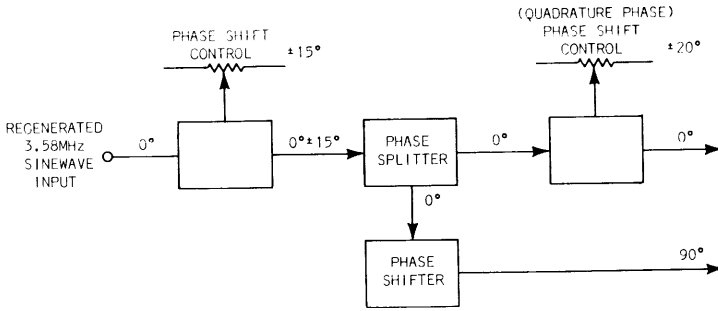 (QUADRATURE PHASE)
PHASE SHIFT
CONTROL
±15°
PHASE SHIFT
CONTROL
±20°
REGENERATED
3.58MHz
SINEWAVE
INPUT
0°
0°±15°
PHASE
SPLITTER
0°
0°
0°
PHASE
SHIFTER
90°